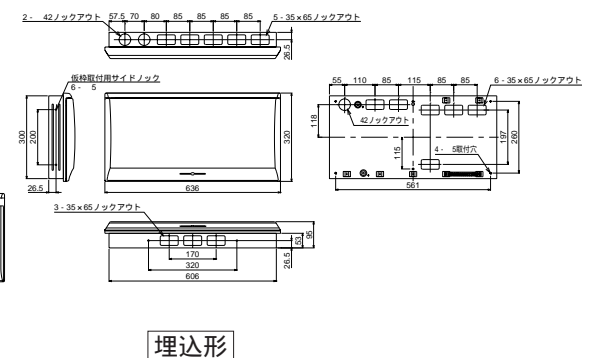 2 -   42ノックアウト
57.5 70 80 85 85 85 85
5 - 35×65ノックアウト
26.5
仮枠取付用サイドノック
6 -   5
300
200
26.5
320
636
55 110 85 115 85 85
6 - 35×65ノックアウト
42ノックアウト
118
115
4 -   5取付穴
197
260
561
3 - 35×65ノックアウト
170
320
606
53
95
26.5
埋込形